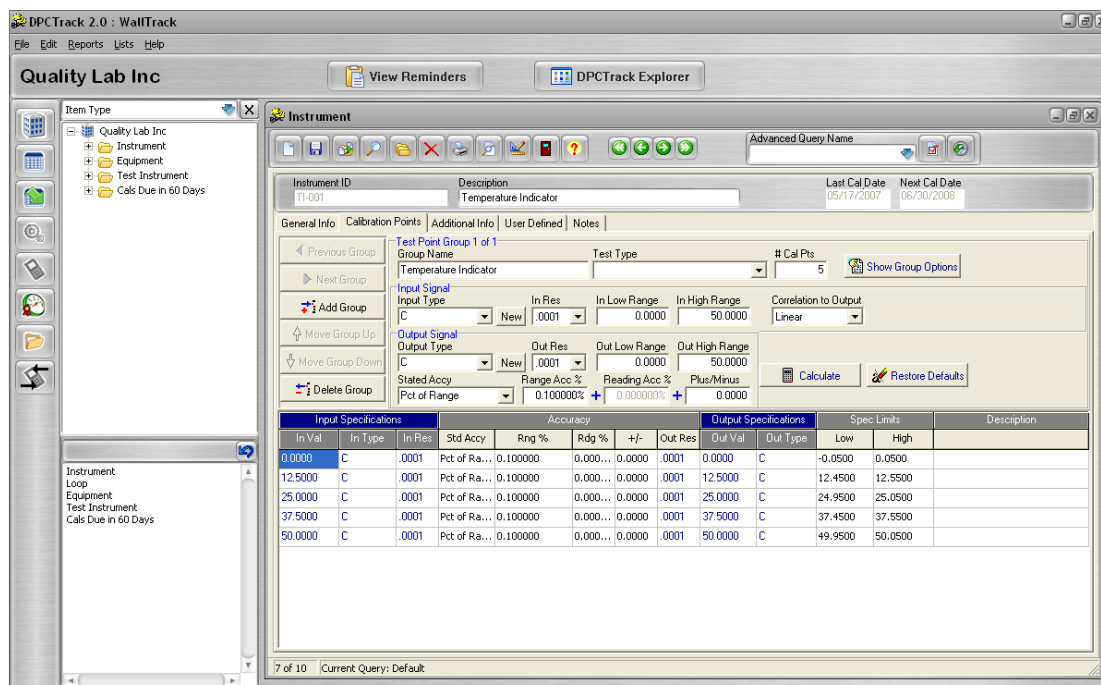 DPCTrack 2.0 : WallTrack
File Edit Reports Lists Help
Quality Lab Inc
View Reminders
DPCTrack Explorer
Item Type
Quality Lab Inc
Instrument
Equipment
Test Instrument
Cals Due in 60 Days
Instrument
Loop
Equipment
Test Instrument
Cals Due in 60 Days
Instrument
Advanced Query Name
Instrument ID Description Last Cal Date Next Cal Date
TI-001 Temperature Indicator 05/17/2007 06/30/2008
General Info Calibration Points Additional Info User Defined Notes
Previous Group
Next Group
Add Group
Move Group Up
Move Group Down
Delete Group
Test Point Group 1 of 1
Group Name Test Type # Cal Pts
Temperature Indicator 5 Show Group Options
Input Signal
Input Type In Res In Low Range In High Range Correlation to Output
C New .0001 0.0000 50.0000 Linear
Output Signal
Output Type Out Res Out Low Range Out High Range
C New .0001 0.0000 50.0000
Calculate Restore Defaults
Stated Accy Range Acc % Reading Acc % Plus/Minus
Pct of Range 0.100000% + 0.000000% + 0.0000
Input Specifications Accuracy Output Specifications Spec Limits Description
In Val In Type In Res Std Accy Rng % Rdg % +/- Out Res Out Val Out Type Low High
0.0000 C .0001 Pct of Ra... 0.100000 0.000... 0.0000 .0001 0.0000 C -0.0500 0.0500
12.5000 C .0001 Pct of Ra... 0.100000 0.000... 0.0000 .0001 12.5000 C 12.4500 12.5500
25.0000 C .0001 Pct of Ra... 0.100000 0.000... 0.0000 .0001 25.0000 C 24.9500 25.0500
37.5000 C .0001 Pct of Ra... 0.100000 0.000... 0.0000 .0001 37.5000 C 37.4500 37.5500
50.0000 C .0001 Pct of Ra... 0.100000 0.000... 0.0000 .0001 50.0000 C 49.9500 50.0500
7 of 10 Current Query: Default